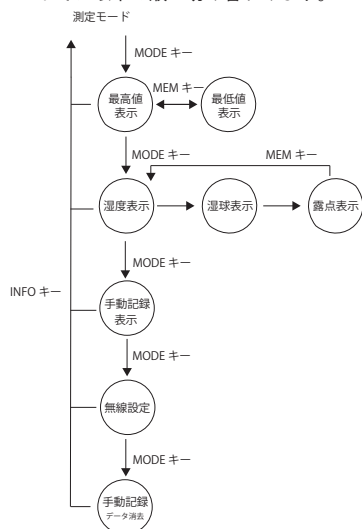 測定モード
MODE キー
MEM キー
最高値
表示
最低値
表示
MODE キー
MEM キー
湿度表示
湿球表示
露点表示
MODE キー
INFO キー
手動記録
表示
MODE キー
無線設定
MODE キー
手動記録
データ消去